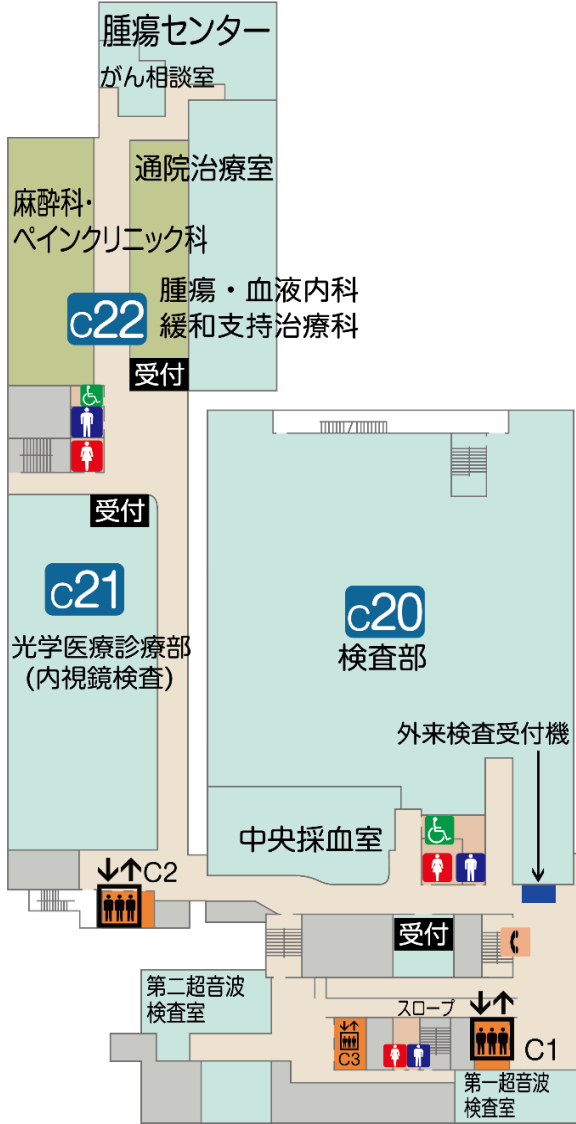 腫瘍センター
がん相談室
通院治療室
麻酔科・
ペインクリニック科
C22
腫瘍・血液内科
緩和支持治療科
受付
受付
C21
光学医療診療部
(内視鏡検査)
C20
検査部
外来検査受付機
中央採血室
C2
受付
第二超音波
検査室
スロープ
C3
C1
第一超音波
検査室